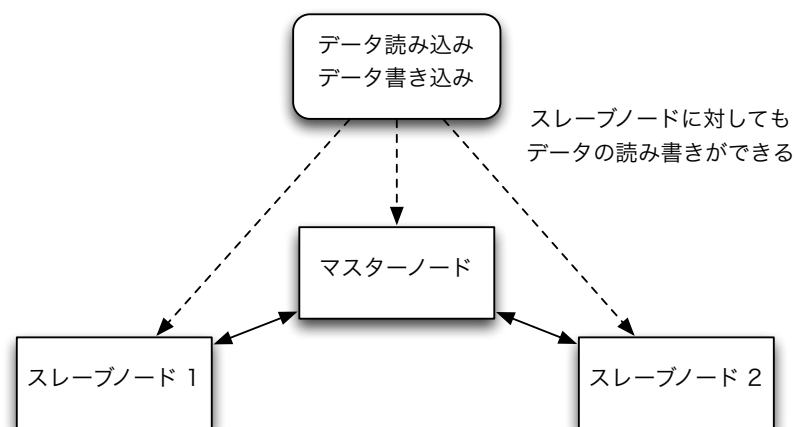 データ読み込み
データ書き込み
スレーブノードに対しても
データの読み書きができる
マスターノード
スレーブノード 1
スレーブノード 2